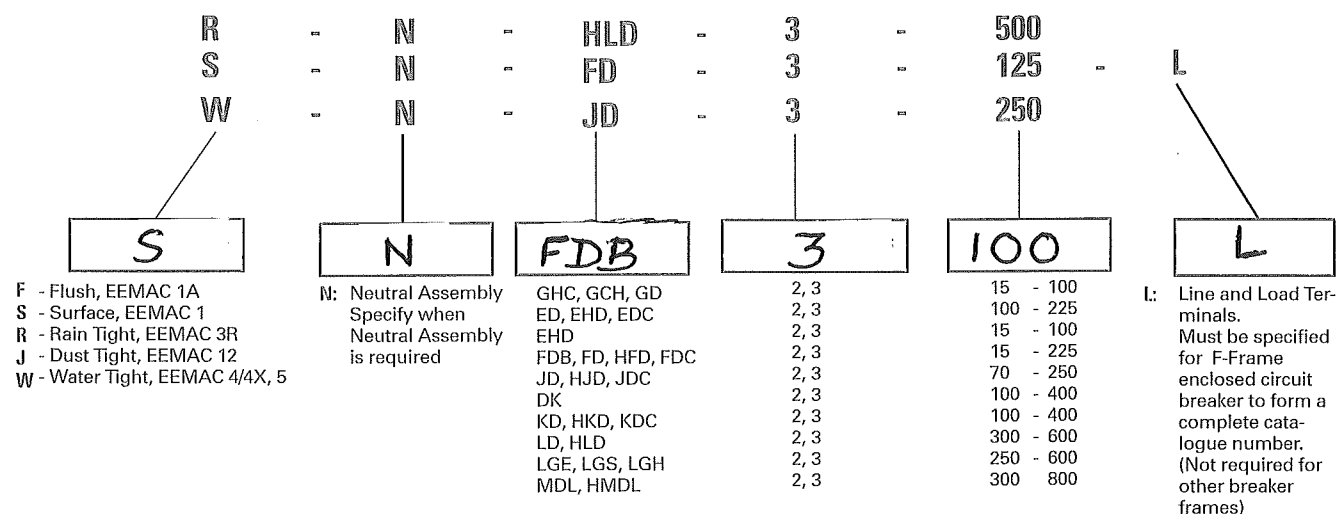 R - N - HLD - 3 - 500
S - N - FD - 3 - 125 - L
W - N - JD - 3 - 250
S N FDB 3 100 L
F - Flush, EEMAC 1A
S - Surface, EEMAC 1
R - Rain Tight, EEMAC 3R
J - Dust Tight, EEMAC 12
W - Water Tight, EEMAC 4/4X, 5
N: Neutral Assembly
Specify when
Neutral Assembly
is required
GHC, GCH, GD 2, 3 15 - 100
ED, EHD, EDC 2, 3 100 - 225
EHD 2, 3 15 - 100
FDB, FD, HFD, FDC 2, 3 15 - 225
JD, HJD, JDC 2, 3 70 - 250
DK 2, 3 100 - 400
KD, HKD, KDC 2, 3 100 - 400
LD, HLD 2, 3 300 - 600
LGE, LGS, LGH 2, 3 250 - 600
MDL, HMDL 2, 3 300 800
L: Line and Load Ter-
minals.
Must be specified
for F-Frame
enclosed circuit
breaker to form a
complete cata-
logue number.
(Not required for
other breaker
frames)